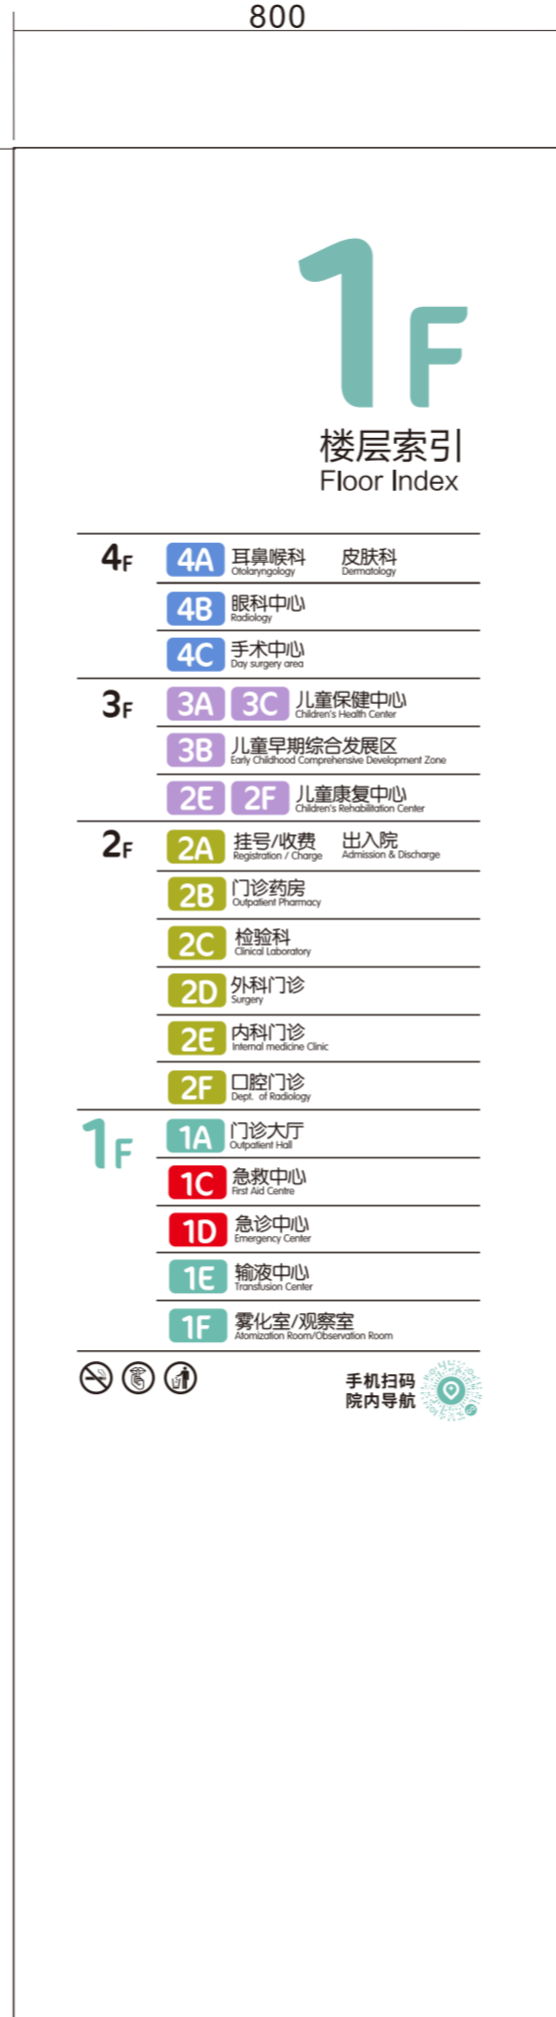 800
1F
楼层索引
Floor Index
4F 4A 耳鼻喉科 皮肤科
Otolaryngology Dermatology
4B 眼科中心
Radiology
4C 手术中心
Day surgery area
3F 3A 3C 儿童保健中心
Children's Health Center
3B 儿童早期综合发展区
Early Childhood Comprehensive Development Zone
2E 2F 儿童康复中心
Children's Rehabilitation Center
2F 2A 挂号/收费 出入院
Registration / Charge Admission & Discharge
2B 门诊药房
Outpatient Pharmacy
2C 检验科
Clinical Laboratory
2D 外科门诊
Surgery
2E 内科门诊
Internal medicine Clinic
2F 口腔门诊
Dept. of Radiology
1F 1A 门诊大厅
Outpatient Hall
1C 急救中心
First Aid Centre
1D 急诊中心
Emergency Center
1E 输液中心
Transfusion Center
1F 雾化室/观察室
Atomization Room/Observation Room
手机扫码
院内导航